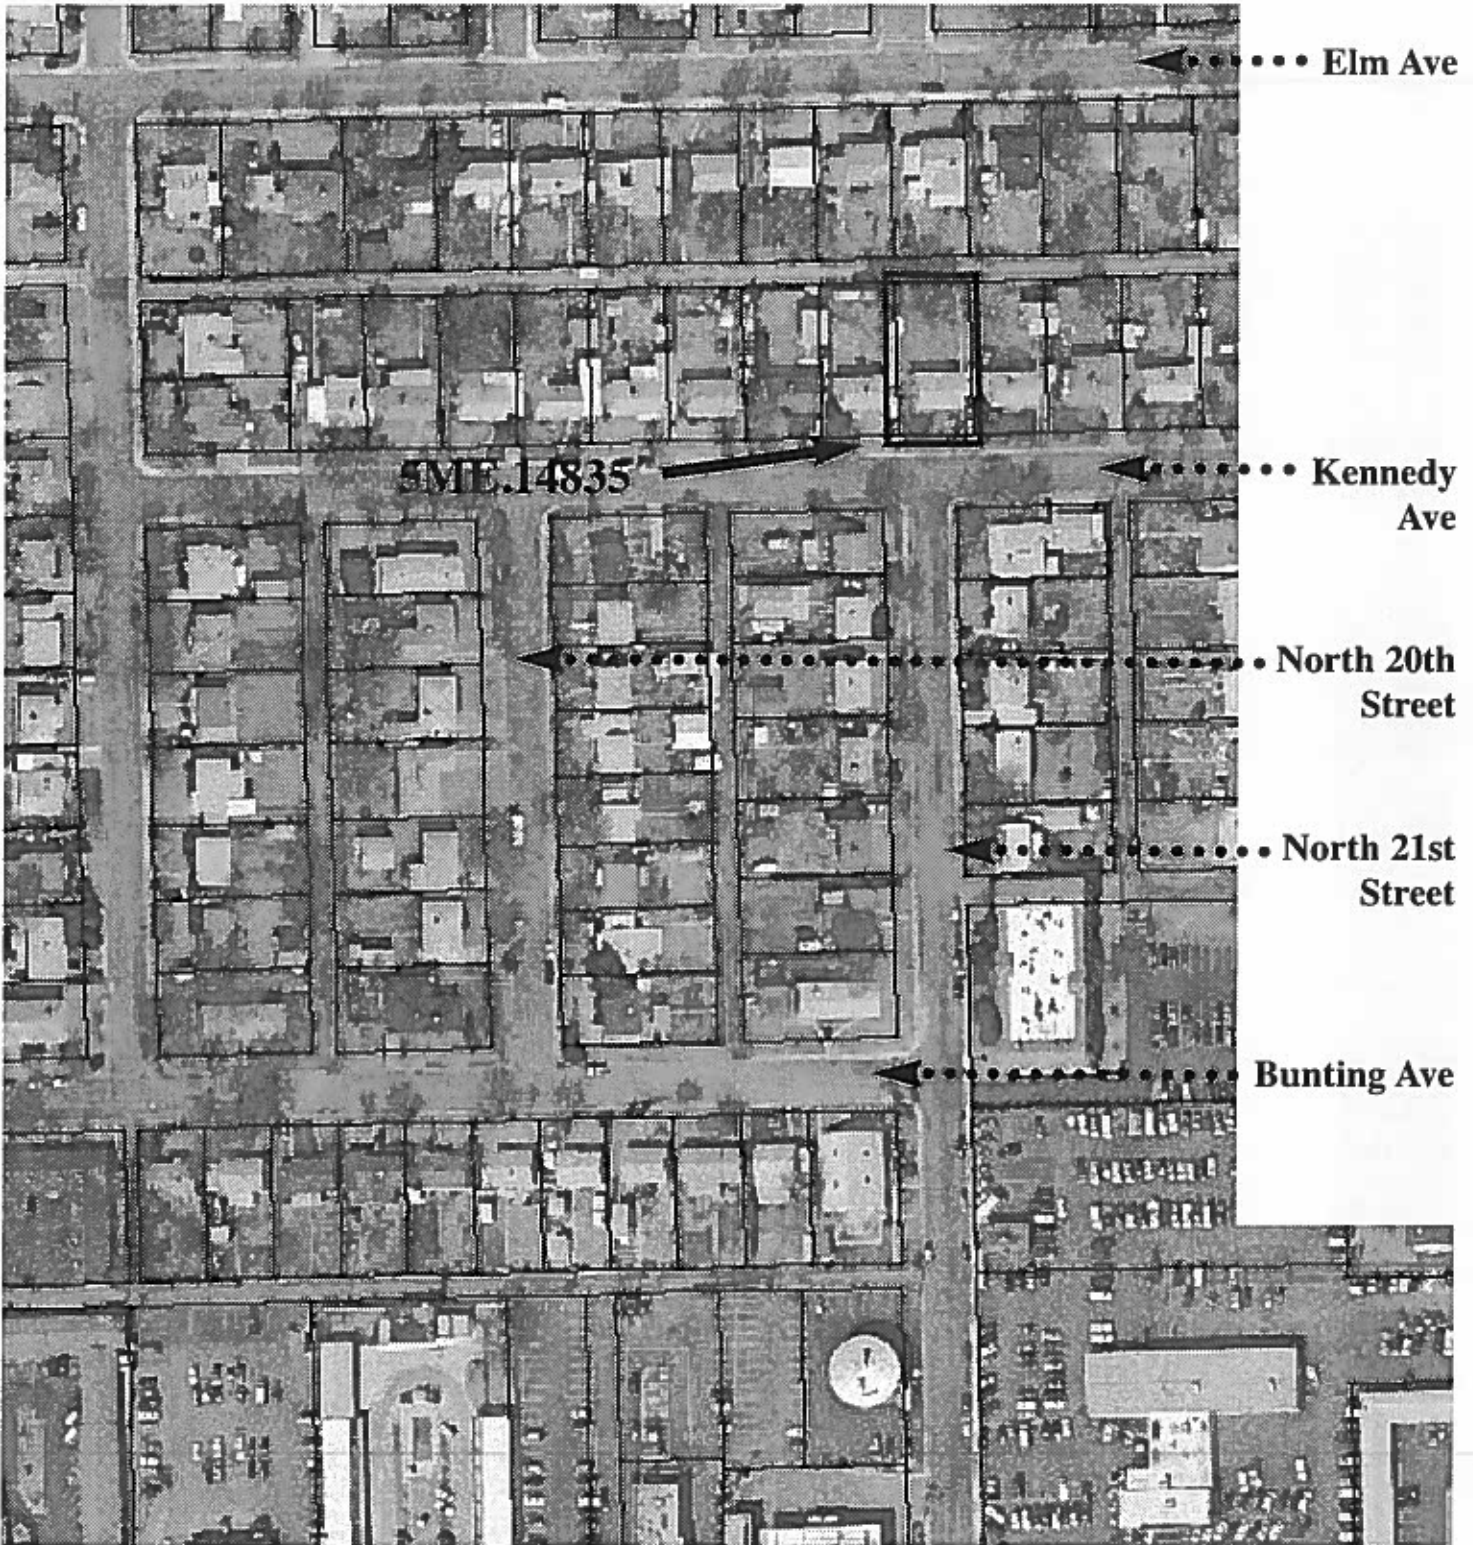 Elm Ave
5ME.14835
Kennedy
Ave
North 20th
Street
North 21st
Street
Bunting Ave